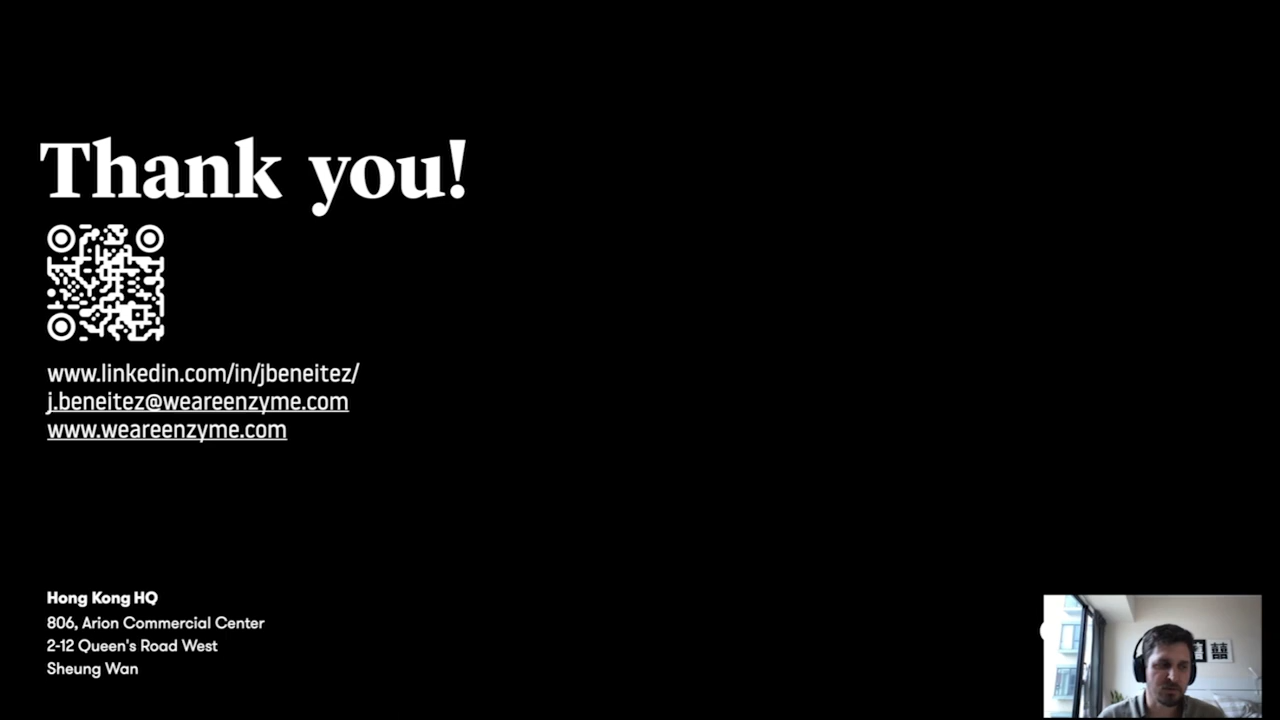 Thank you!
www.linkedin.com/in/jbeneitez/
j.beneitez@weareenzyme.com
www.weareenzyme.com
Hong Kong HQ
806, Arion Commercial Center
2-12 Queen's Road West
Sheung Wan
囍